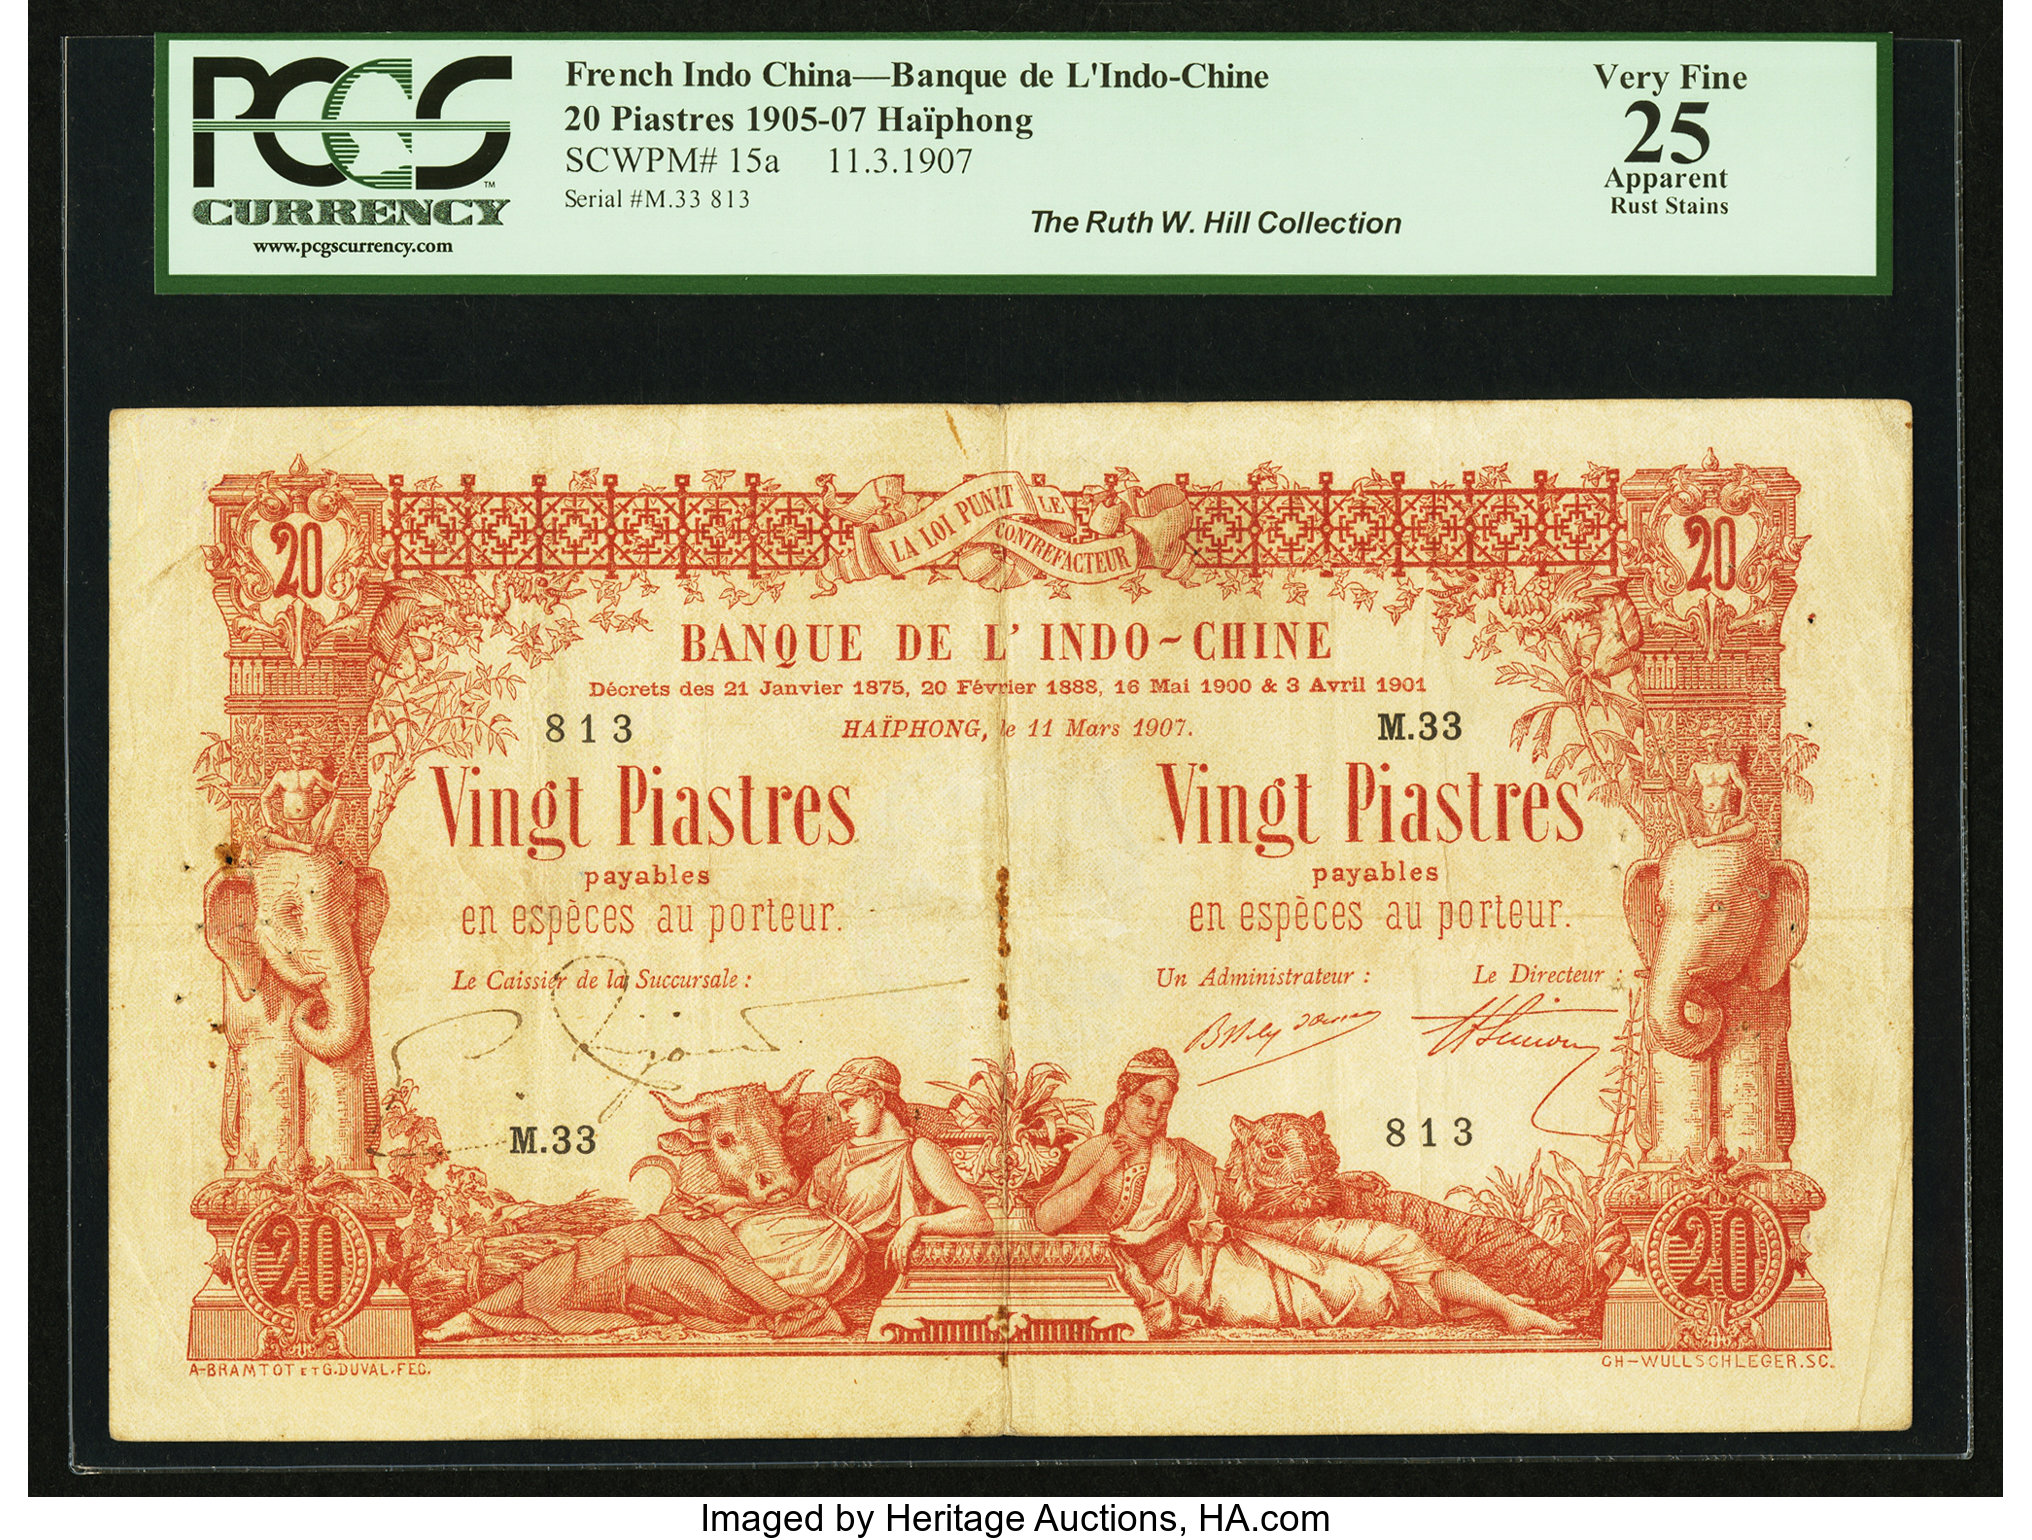 PCGS
CURRENCY
™
www.pcgscurrency.com
French Indo China—Banque de L'Indo-Chine
20 Piastres 1905-07 Haïphong
SCWPM# 15a 11.3.1907
Serial #M.33 813
The Ruth W. Hill Collection
Very Fine
25
Apparent
Rust Stains
20
LA LOI PUNIT LE
CONTREFACTEUR
20
BANQUE DE L'INDO-CHINE
Décrets des 21 Janvier 1875, 20 Février 1888, 16 Mai 1900 & 3 Avril 1901
813
HAÏPHONG, le 11 Mars 1907.
M.33
Vingt Piastres
payables
en espèces au porteur.
Vingt Piastres
payables
en espèces au porteur.
Le Caissier de la Succursale :
Un Administrateur :
Le Directeur :
M.33
813
20
20
A-BRAMTOT ET G.DUVAL.FEC.
CH-WULLSCHLEGER.SC.
Imaged by Heritage Auctions, HA.com